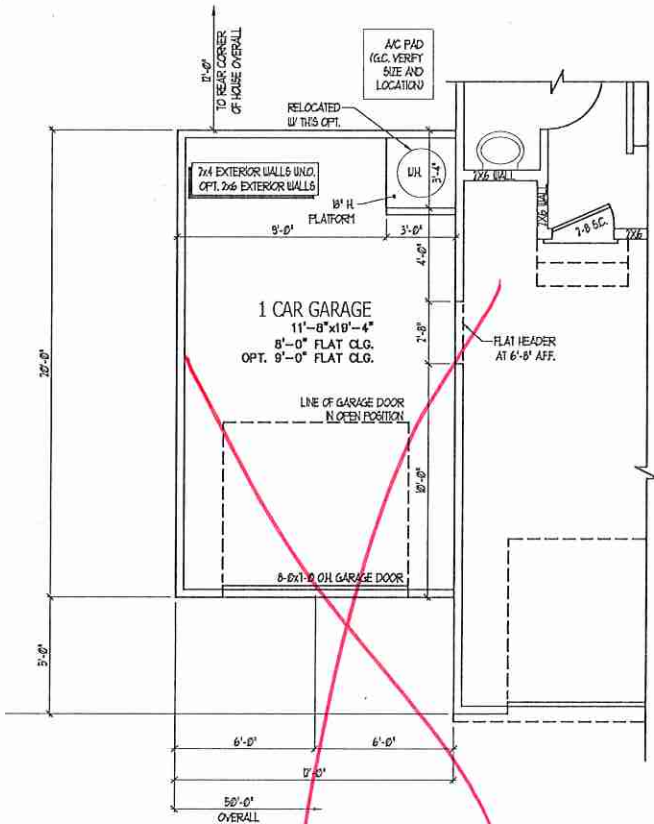 12'-0"
TO REAR CORNER
OF HOUSE OVERALL
A/C PAD
(G.C. VERIFY
SIZE AND
LOCATION)
RELOCATED
W/ THIS OPT.
2x4 EXTERIOR WALLS U.N.O.
OPT. 2x6 EXTERIOR WALLS
W.H.
3'-4"
18" H.
PLATFORM
9'-0"
3'-0"
2X6 WALL
2X6 WALL
2-8 S.C.
2X6
4'-0"
1 CAR GARAGE
11'-8"x19'-4"
8'-0" FLAT CLG.
OPT. 9'-0" FLAT CLG.
2'-8"
FLAT HEADER
AT 6'-8" AFF.
20'-0"
LINE OF GARAGE DOOR
IN OPEN POSITION
10'-0"
8-0x7-0 O.H. GARAGE DOOR
5'-0"
6'-0"
6'-0"
12'-0"
50'-0"
OVERALL